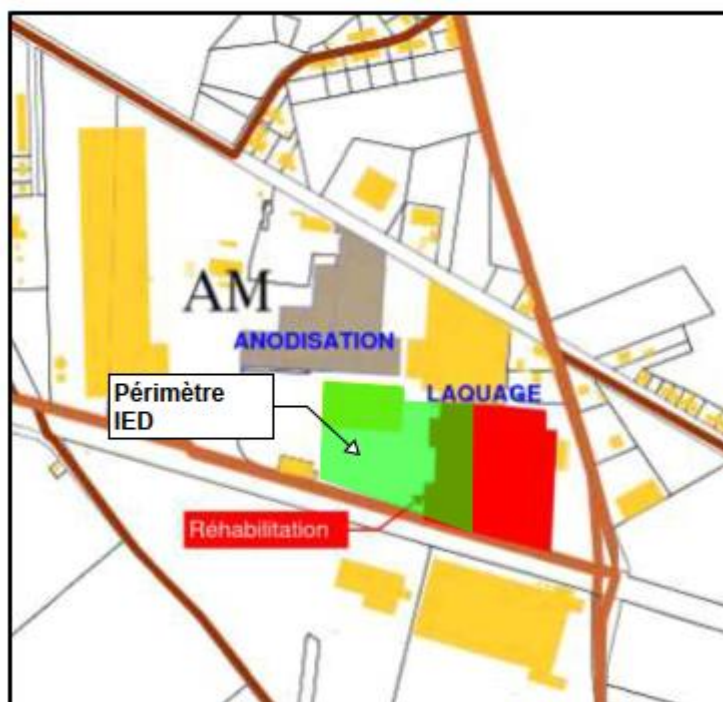 AM
ANODISATION
Périmètre
IED
LAQUAGE
Réhabilitation